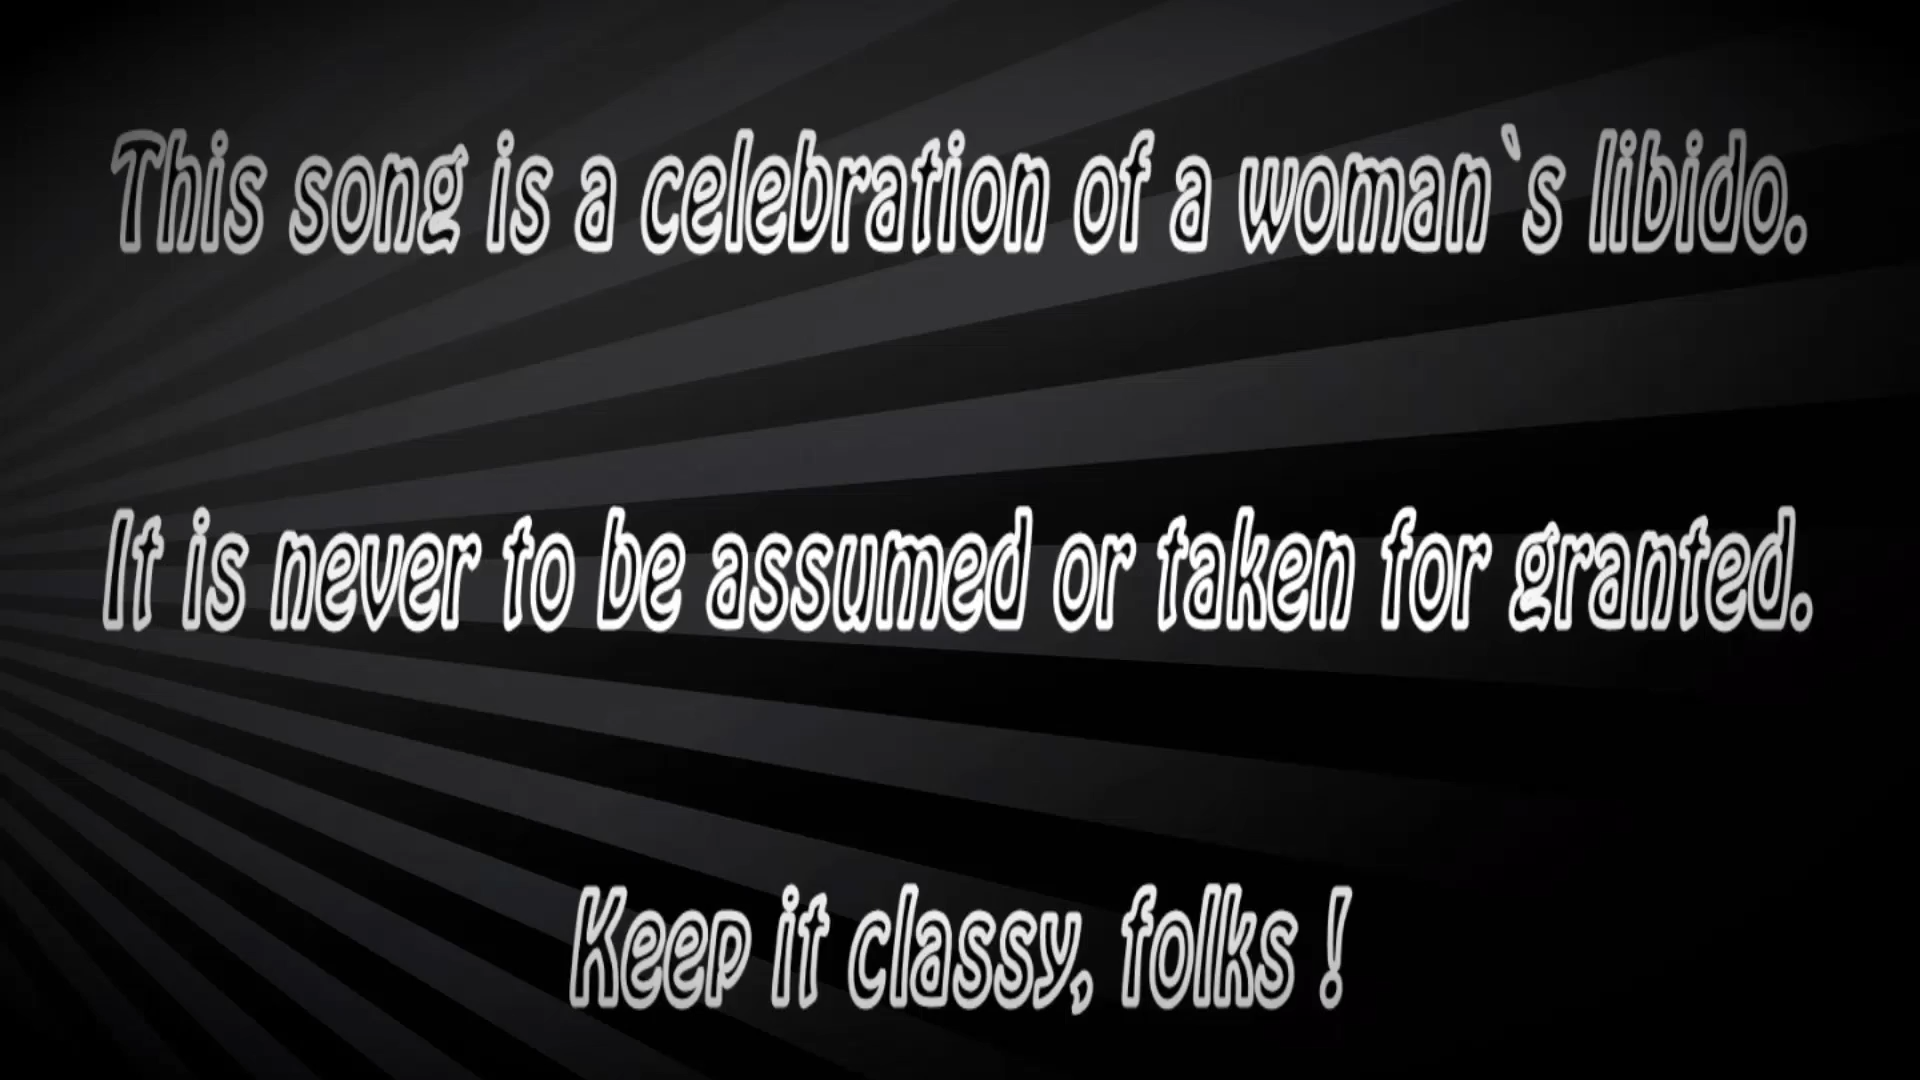 This song is a celebration of a woman`s libido.
It is never to be assumed or taken for granted.
Keep it classy, folks !